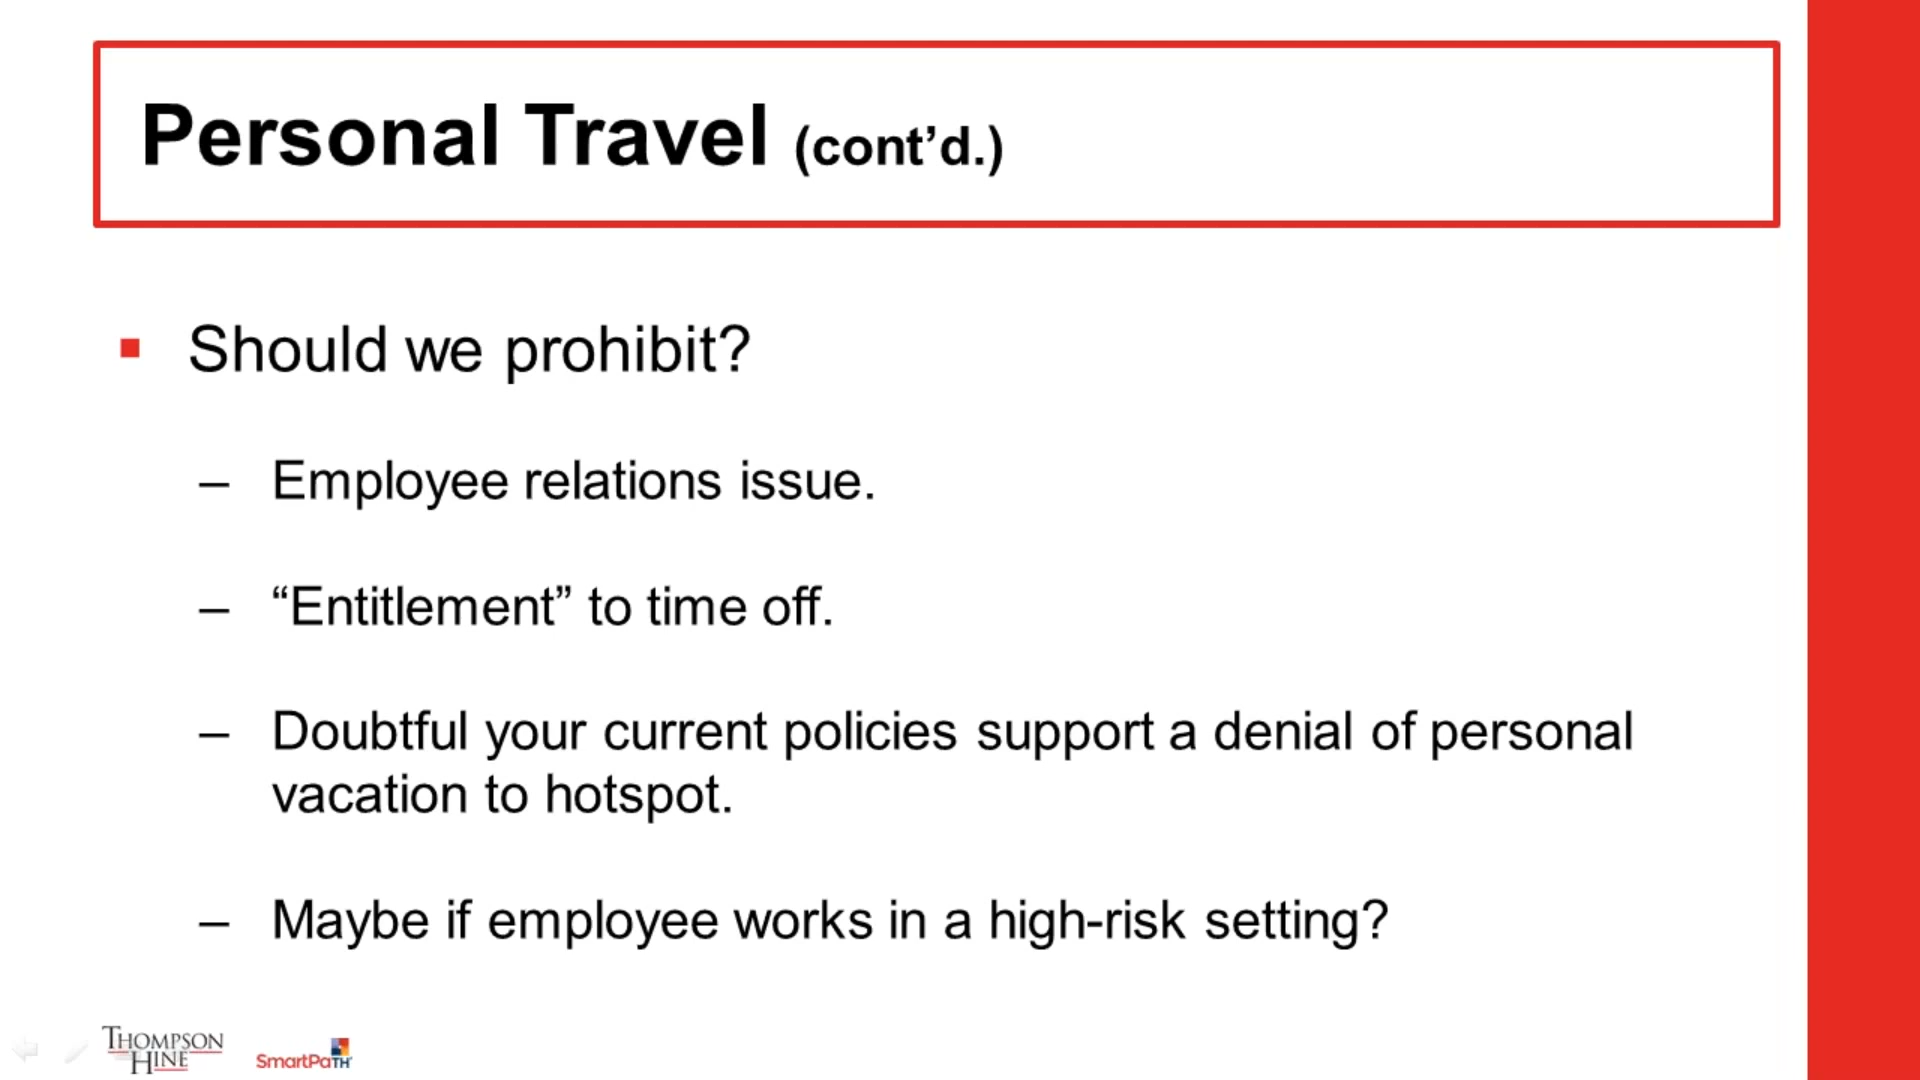 Personal Travel (cont’d.)
▪ Should we prohibit?
– Employee relations issue.
– “Entitlement” to time off.
– Doubtful your current policies support a denial of personal
vacation to hotspot.
– Maybe if employee works in a high-risk setting?
THOMPSON
HINE
SmartPaTH